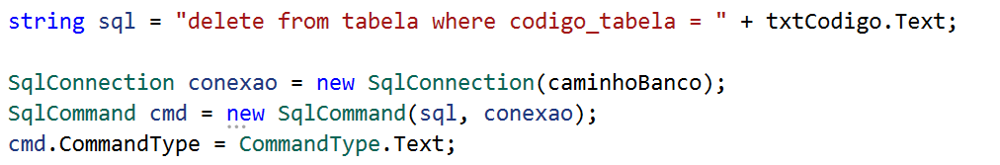 string sql = "delete from tabela where codigo_tabela = " + txtCodigo.Text;
SqlConnection conexao = new SqlConnection(caminhoBanco);
SqlCommand cmd = new SqlCommand(sql, conexao);
cmd.CommandType = CommandType.Text;